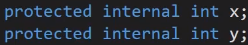 protected internal int x;
protected internal int y;